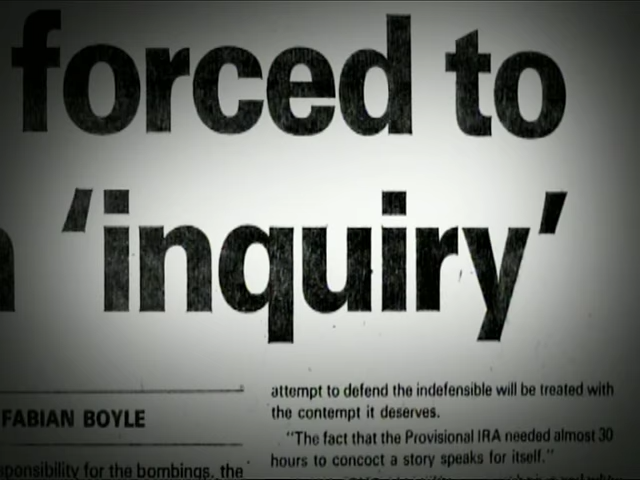 forced to
'inquiry'
FABIAN BOYLE
responsibility for the bombings, the
attempt to defend the indefensible will be treated with
the contempt it deserves.
"The fact that the Provisional IRA needed almost 30
hours to concoct a story speaks for itself."